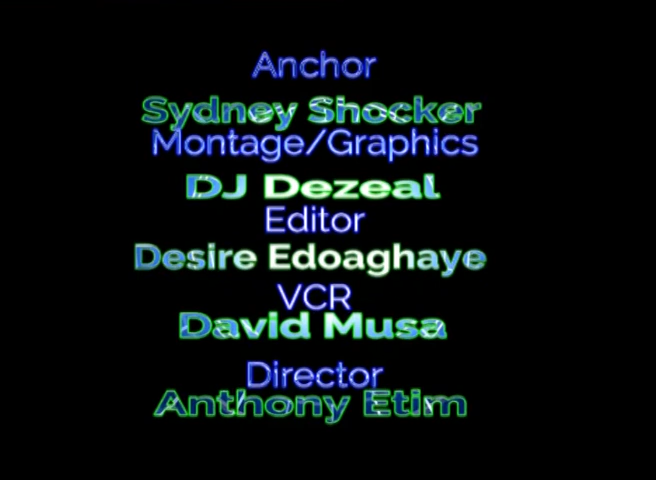 Anchor
Sydney Shocker
Montage/Graphics
DJ Dezeal
Editor
Desire Edoaghaye
VCR
David Musa
Director
Anthony Etim